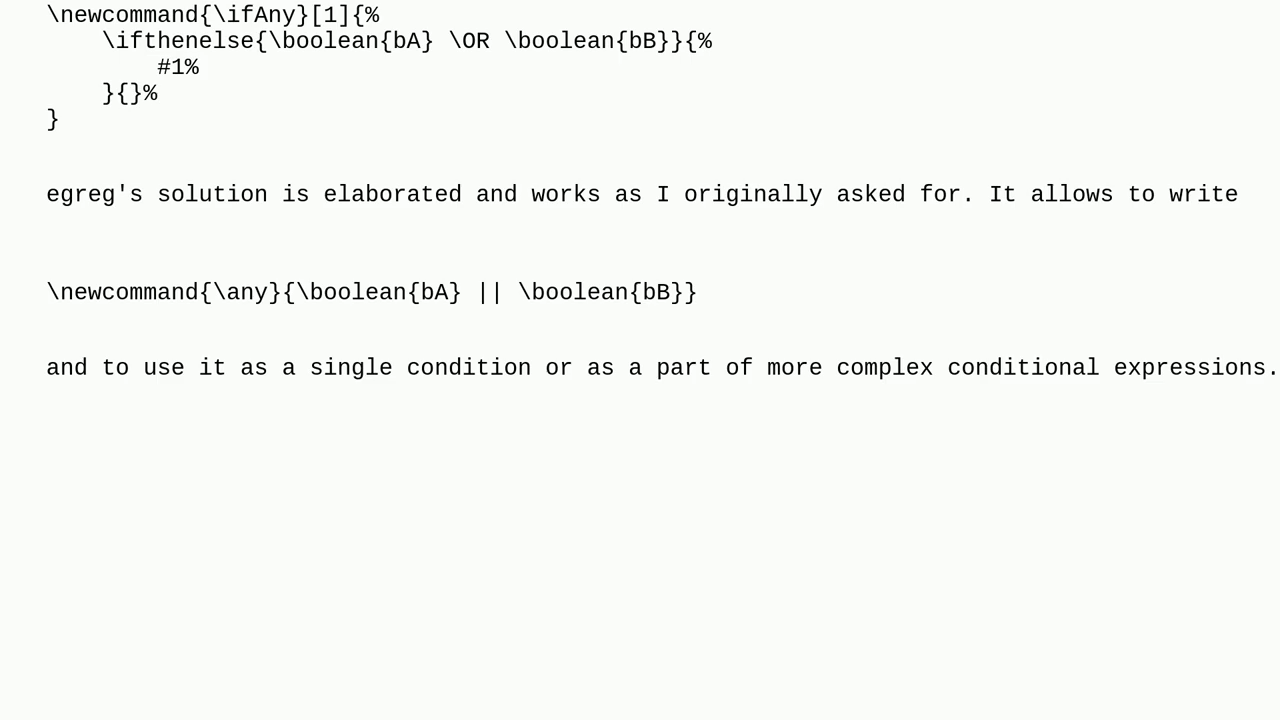 \newcommand{\ifAny}[1]{%
    \ifthenelse{\boolean{bA} \OR \boolean{bB}}{%
        #1%
    }{}%
}
egreg's solution is elaborated and works as I originally asked for. It allows to write
\newcommand{\any}{\boolean{bA} || \boolean{bB}}
and to use it as a single condition or as a part of more complex conditional expressions.